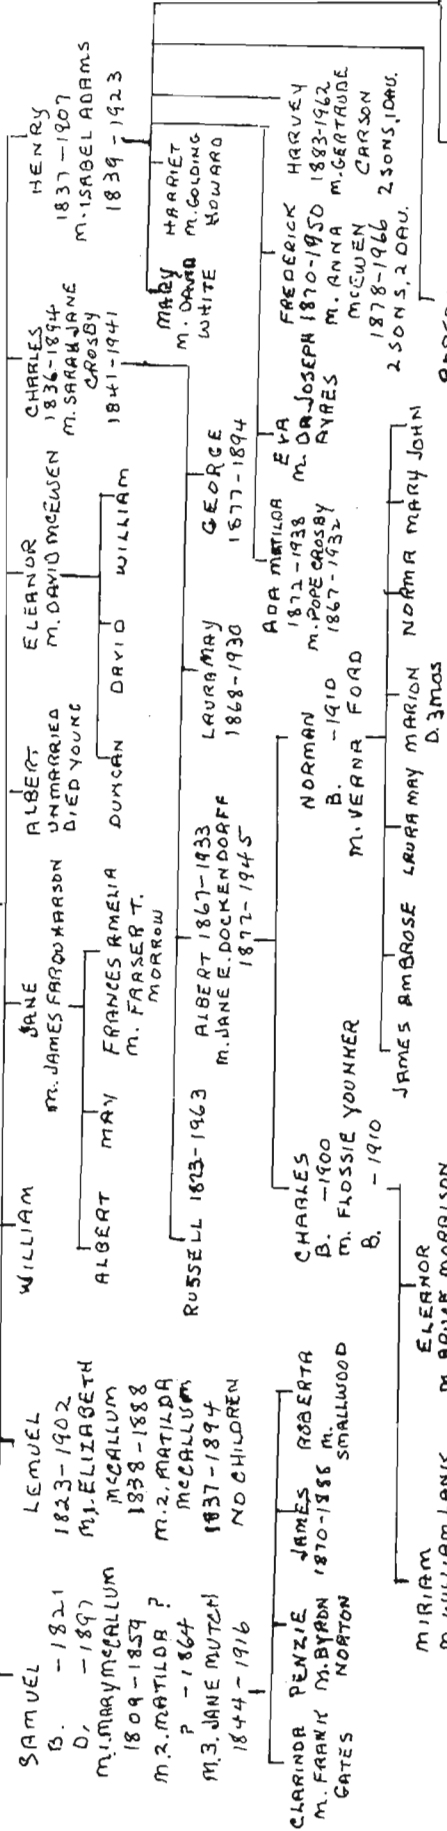 SAMUEL
B. -1821
D, -1897
M.1. MARY McCALLUM
1809-1859
M.2. MATILDA ?
? -1864
M.3. JANE MUTCH
1844-1916
LEMUEL
1823-1902
M.1. ELIZABETH
McCALLUM
1838-1888
M.2. MATILDA
McCALLUM
1837-1894
NO CHILDREN
WILLIAM
JANE
M. JAMES FARQUHARSON
ALBERT
UNMARRIED
DIED YOUNG
ELEANOR
M. DAVID McEWEN
CHARLES
1836-1894
M. SARAH JANE
CROSBY
1841-1941
HENRY
1837-1907
M. ISABEL ADAMS
1839-1923
ALBERT MAY FRANCES AMELIA
M. FRASER T.
MORROW
DUNCAN DAVID WILLIAM
MARY
M. DAVID
WHITE
HARRIET
M. GOLDING
HOWARD
RUSSELL 1873-1963
ALBERT 1867-1933
M. JANE E. DOCKENDORFF
1872-1945
LAURA MAY
1868-1930
GEORGE
1877-1894
ADA MATILDA
1872-1938
M. POPE CROSBY
1867-1932
EVA
M. DR. JOSEPH
AYRES
FREDERICK
1870-1950
M. ANNA
McEWEN
1878-1966
2 SONS, 2 DAU.
HARVEY
1883-1962
M. GERTRUDE
CARSON
2 SONS, 1 DAU.
CLARINDA
M. FRANK
GATES
PENZIE
M. BYRON
NORTON
JAMES
1870-1886
ROBERTA
M.
SMALLWOOD
CHARLES
B. -1900
M. FLOSSIE YOUNKER
B. -1910
NORMAN
B. -1910
M. VERNA FORD
JAMES AMBROSE LAURA MAY MARION NORMA MARY JOHN
D. 3 MOS
MIRIAM
M. WILLIAM LANK
ELEANOR
M. BRUCE MORRISON